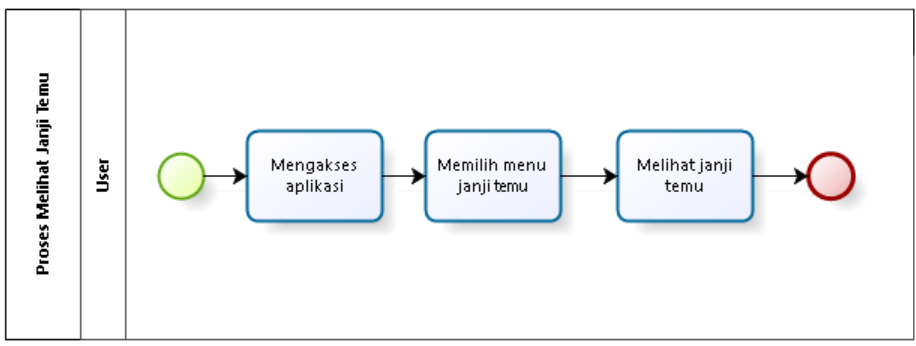 Proses Melihat Janji Temu
User
Mengakses
aplikasi
Memilih menu
janji temu
Melihat janji
temu